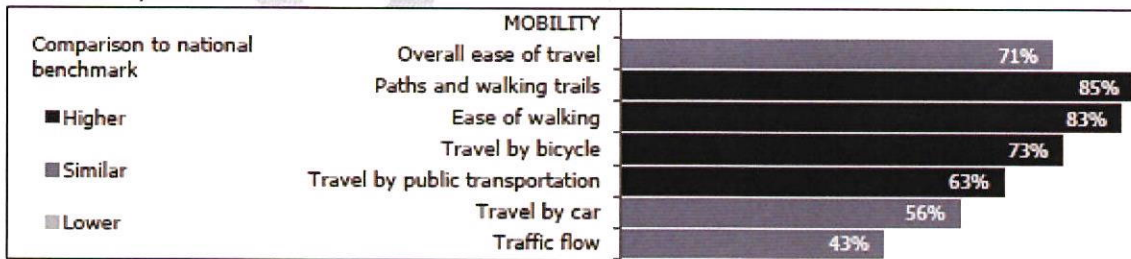 MOBILITY
Comparison to national
benchmark
Higher
Similar
Lower
Overall ease of travel 71%
Paths and walking trails 85%
Ease of walking 83%
Travel by bicycle 73%
Travel by public transportation 63%
Travel by car 56%
Traffic flow 43%